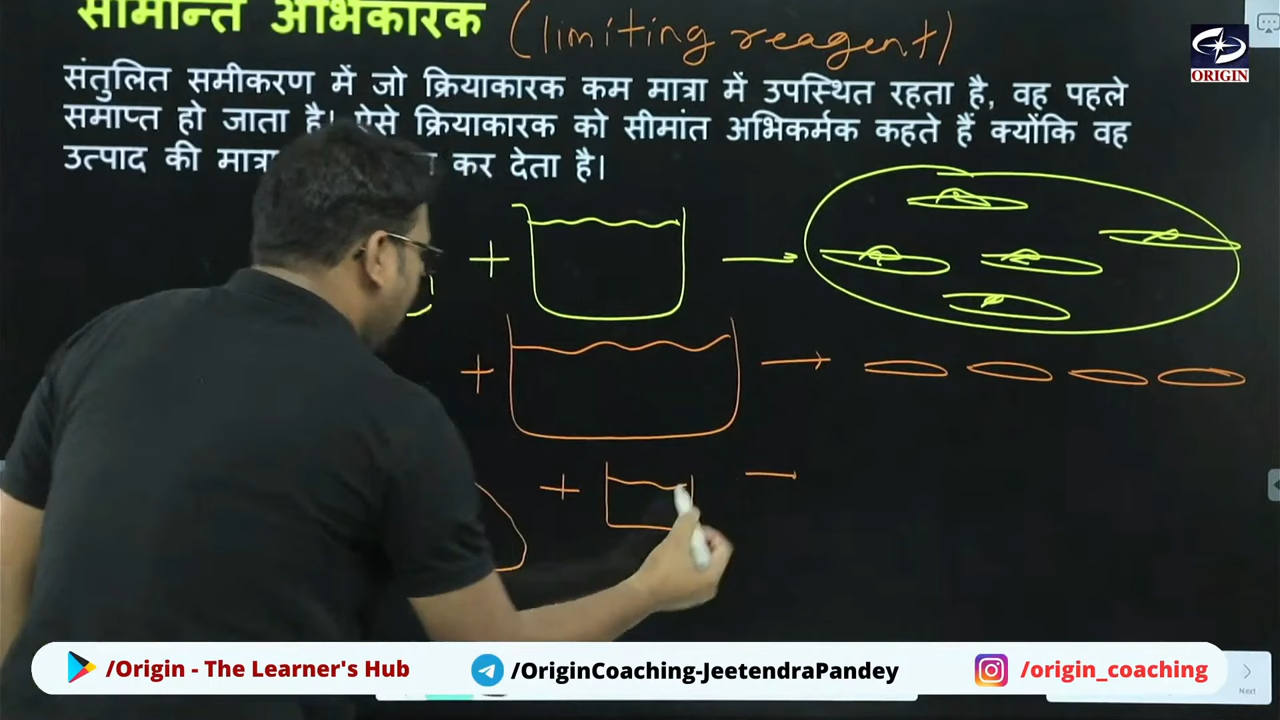 सीमान्त अभिकारक (limiting reagent)
ORIGIN
संतुलित समीकरण में जो क्रियाकारक कम मात्रा में उपस्थित रहता है, वह पहले
समाप्त हो जाता है। ऐसे क्रियाकारक को सीमांत अभिकर्मक कहते हैं क्योंकि वह
उत्पाद की मात्रा कर देता है।
/Origin - The Learner's Hub
/OriginCoaching-JeetendraPandey
/origin_coaching
Next